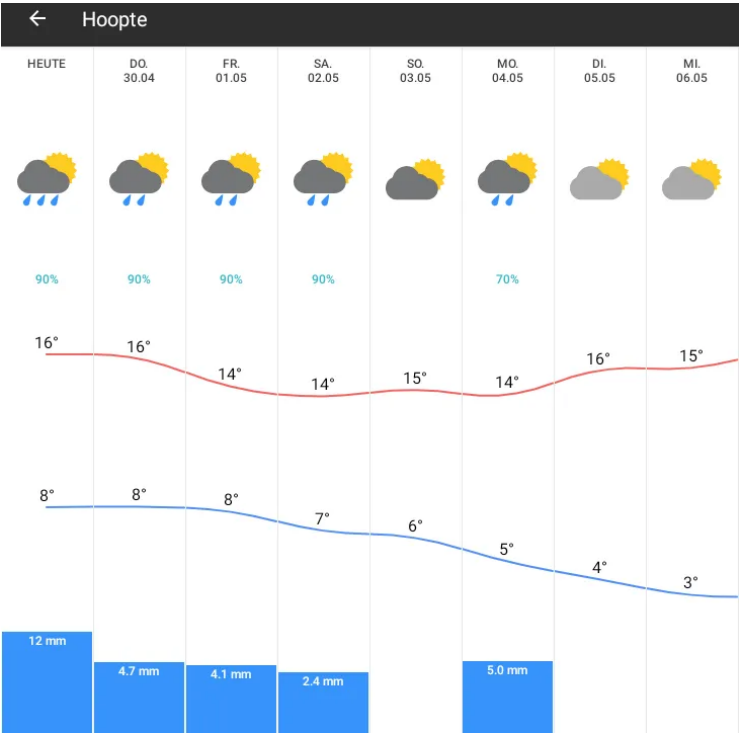 Hoopte
HEUTE DO. FR. SA. SO. MO. DI. MI.
30.04 01.05 02.05 03.05 04.05 05.05 06.05
90% 90% 90% 90% 70%
16° 16° 14° 14° 15° 14° 16° 15°
8° 8° 8° 7° 6° 5° 4° 3°
12 mm 4.7 mm 4.1 mm 2.4 mm 5.0 mm